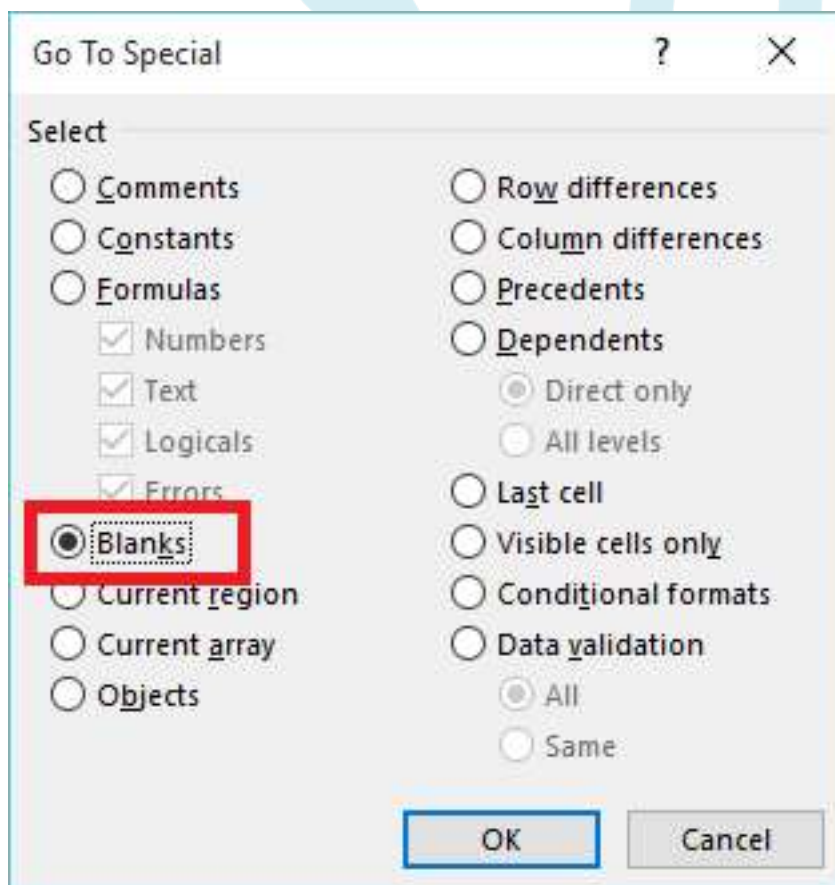 Go To Special ?
Select
Comments
Constants
Formulas
Numbers
Text
Logicals
Errors
Blanks
Current region
Current array
Objects
Row differences
Column differences
Precedents
Dependents
Direct only
All levels
Last cell
Visible cells only
Conditional formats
Data validation
All
Same
OK
Cancel